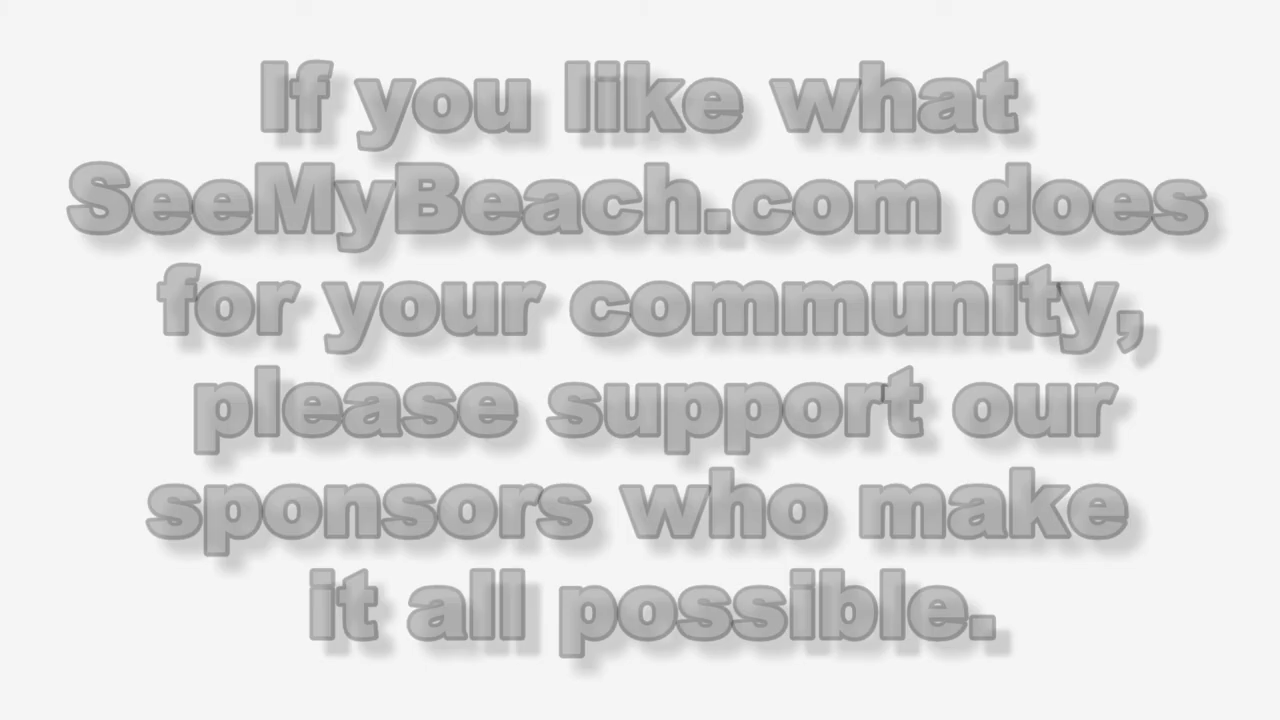 If you like what
SeeMyBeach.com does
for your community,
please support our
sponsors who make
it all possible.